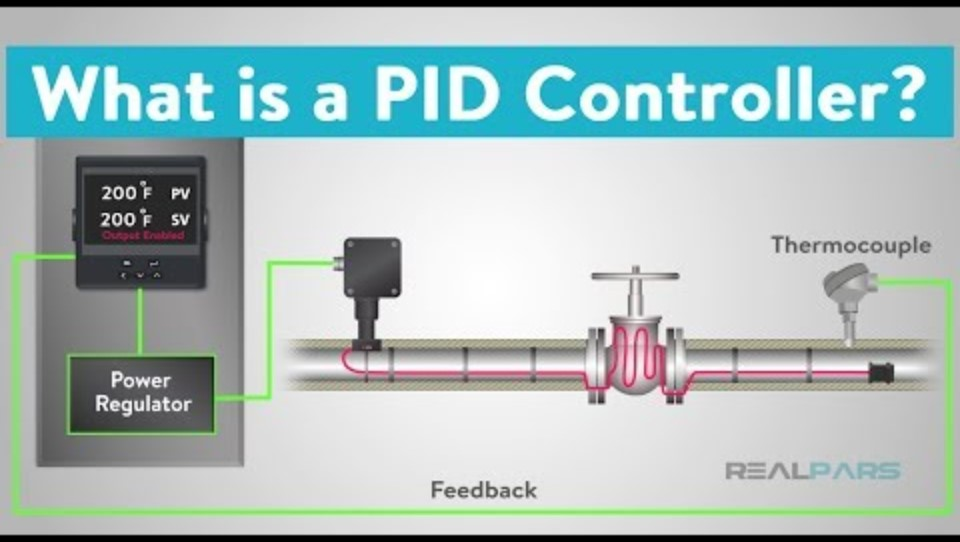 What is a PID Controller?
200°F PV
200°F SV
Output Enabled
Thermocouple
Power
Regulator
REALPARS
Feedback